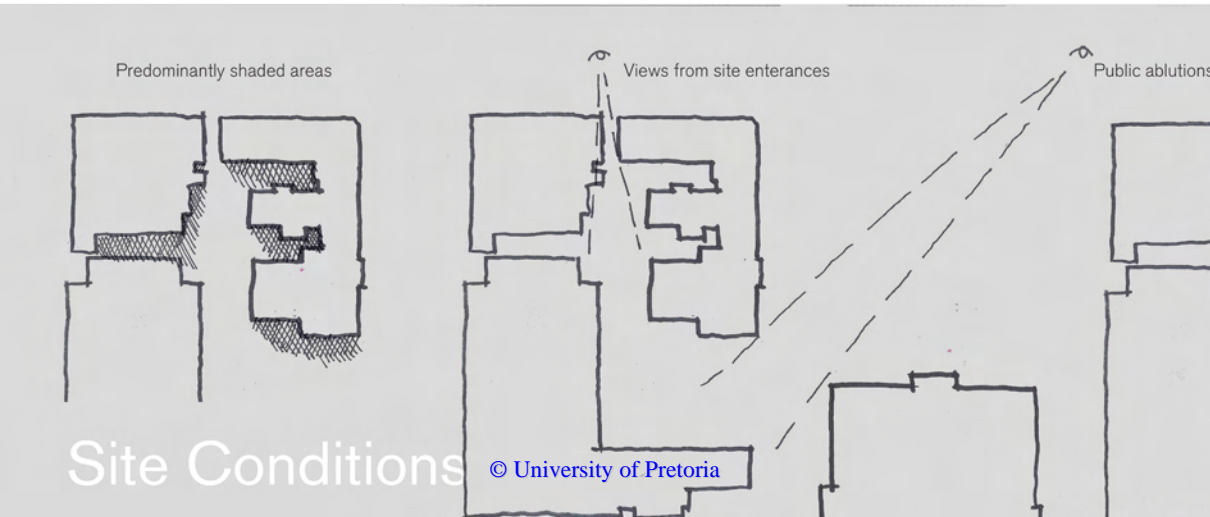 Predominantly shaded areas
Views from site enterances
Public ablutions
Site Conditions
© University of Pretoria